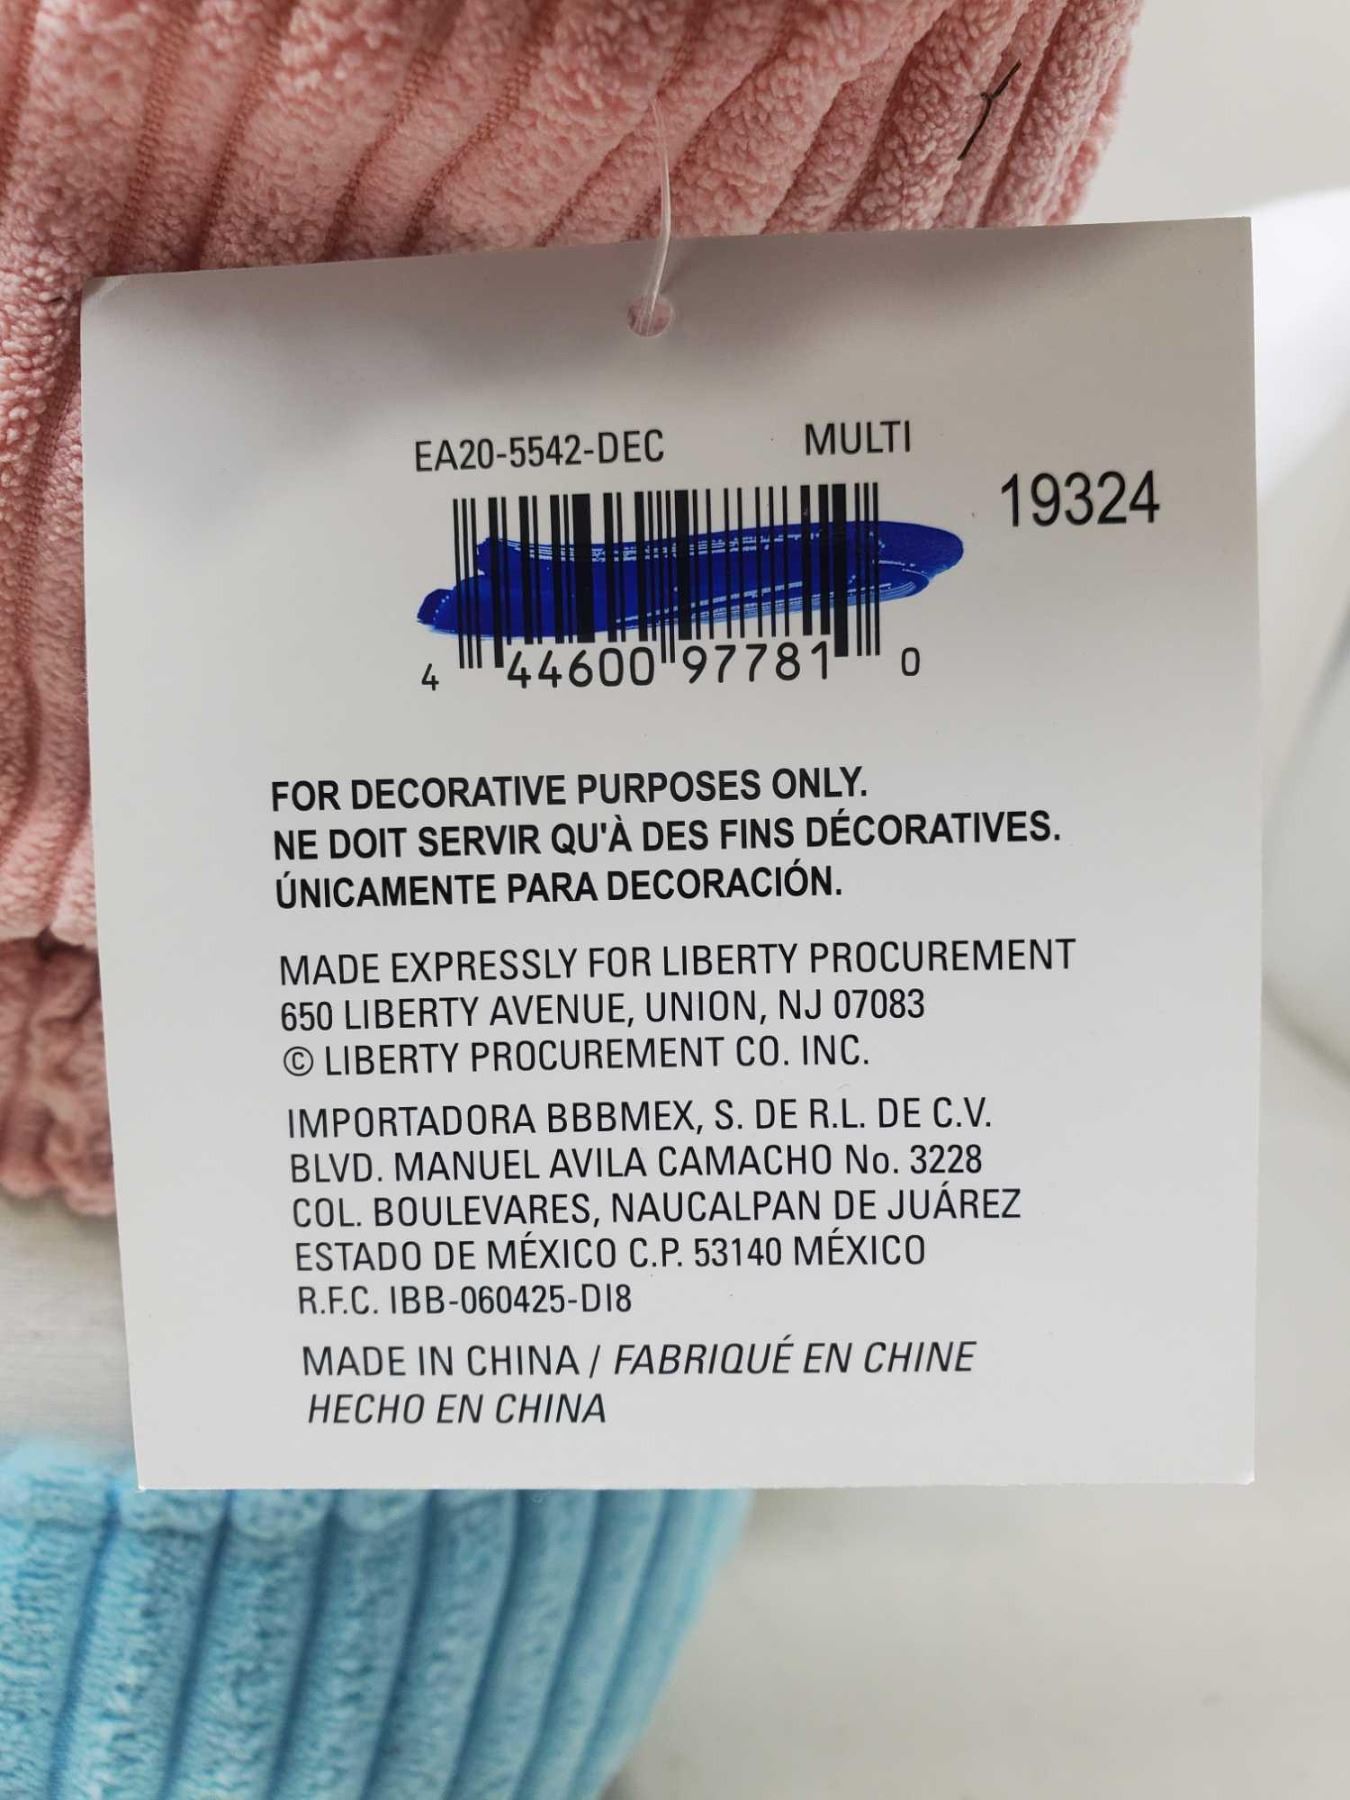 EA20-5542-DEC MULTI
19324
4 44600 97781 0
FOR DECORATIVE PURPOSES ONLY.
NE DOIT SERVIR QU'À DES FINS DÉCORATIVES.
ÚNICAMENTE PARA DECORACIÓN.
MADE EXPRESSLY FOR LIBERTY PROCUREMENT
650 LIBERTY AVENUE, UNION, NJ 07083
© LIBERTY PROCUREMENT CO. INC.
IMPORTADORA BBBMEX, S. DE R.L. DE C.V.
BLVD. MANUEL AVILA CAMACHO No. 3228
COL. BOULEVARES, NAUCALPAN DE JUÁREZ
ESTADO DE MÉXICO C.P. 53140 MÉXICO
R.F.C. IBB-060425-DI8
MADE IN CHINA / FABRIQUÉ EN CHINE
HECHO EN CHINA